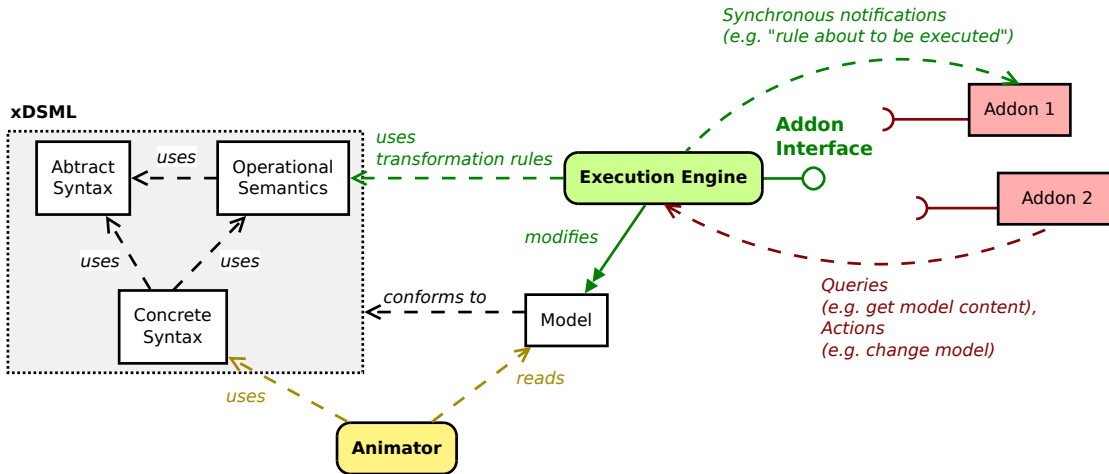 Synchronous notifications
(e.g. "rule about to be executed")
xDSML
Abtract
Syntax
uses
Operational
Semantics
uses
transformation rules
Execution Engine
Addon
Interface
Addon 1
Addon 2
uses
uses
modifies
Concrete
Syntax
conforms to
Model
Queries
(e.g. get model content),
Actions
(e.g. change model)
uses
reads
Animator